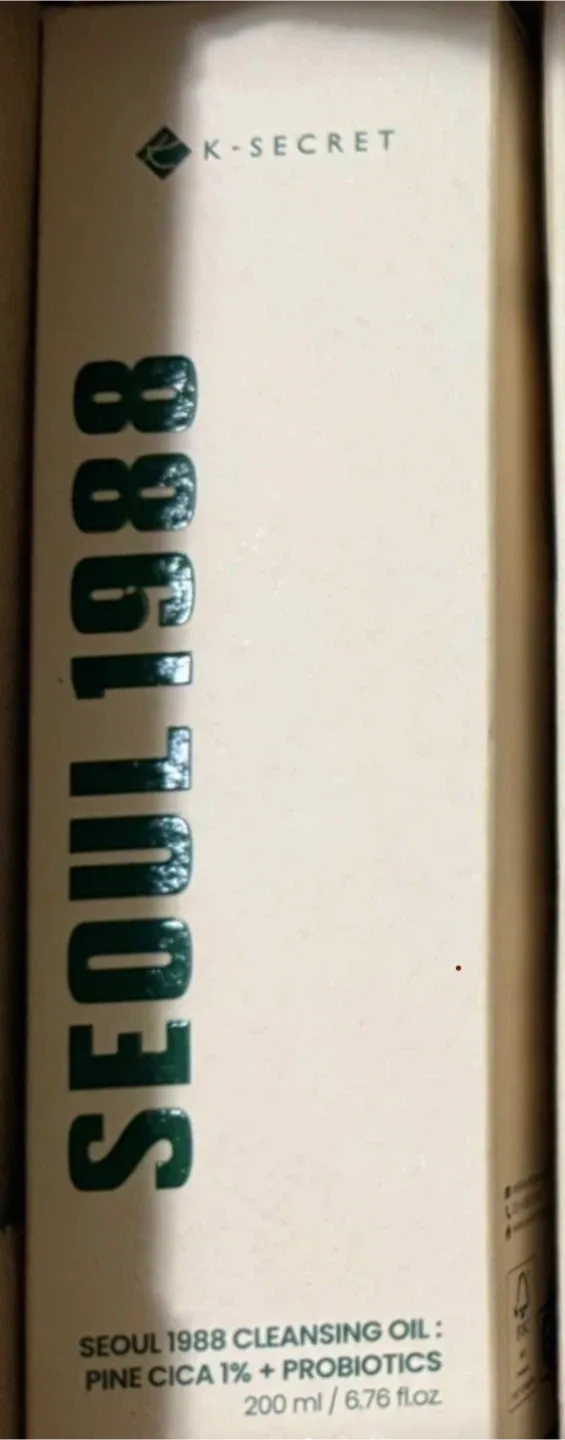 K-SECRET
SEOUL 1988
SEOUL 1988 CLEANSING OIL :
PINE CICA 1% + PROBIOTICS
200 ml / 6.76 fl.oz.